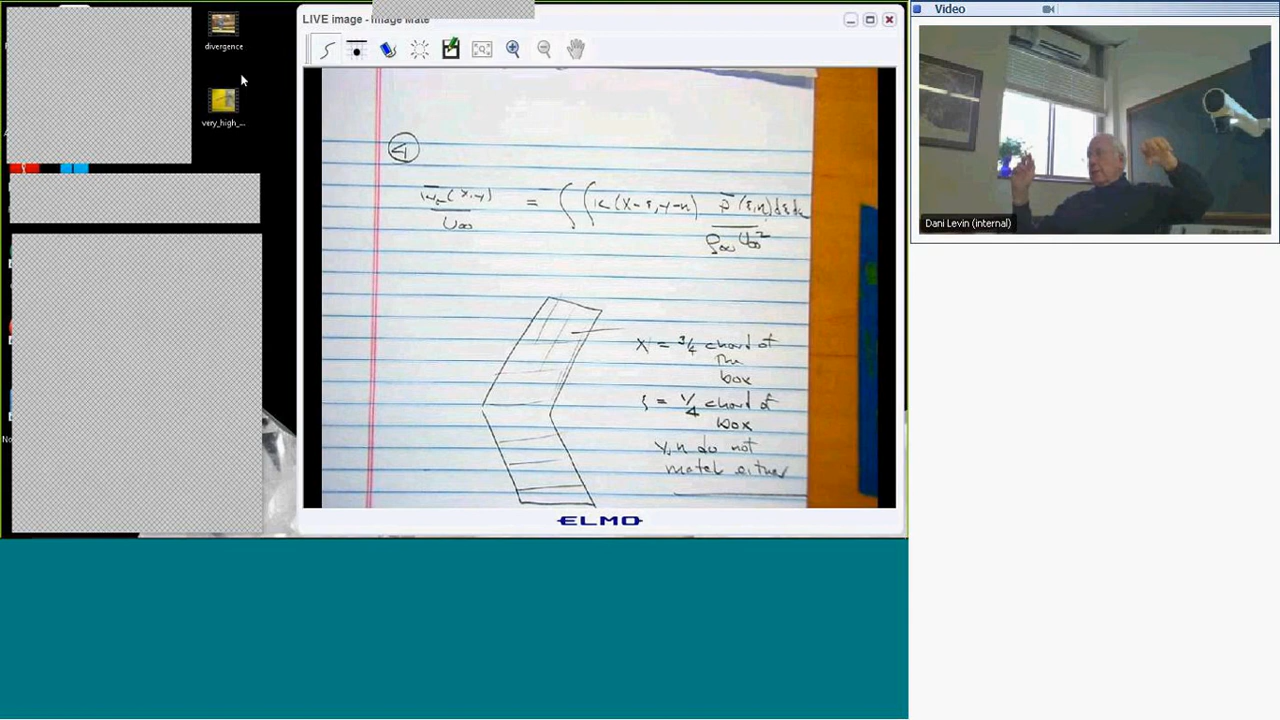 divergence
very_high_...
LIVE image - Image Mate
Video
Dani Levin (internal)
④
w̄ₐ(x,y) / U∞ = ∫∫ K(x-ξ, y-η) p̄(ξ,η)dξdη / ρ∞U∞²
X = 3/4 chord of
the
box
ξ = 1/4 chord of
box
y, η do not
match either
ELMO